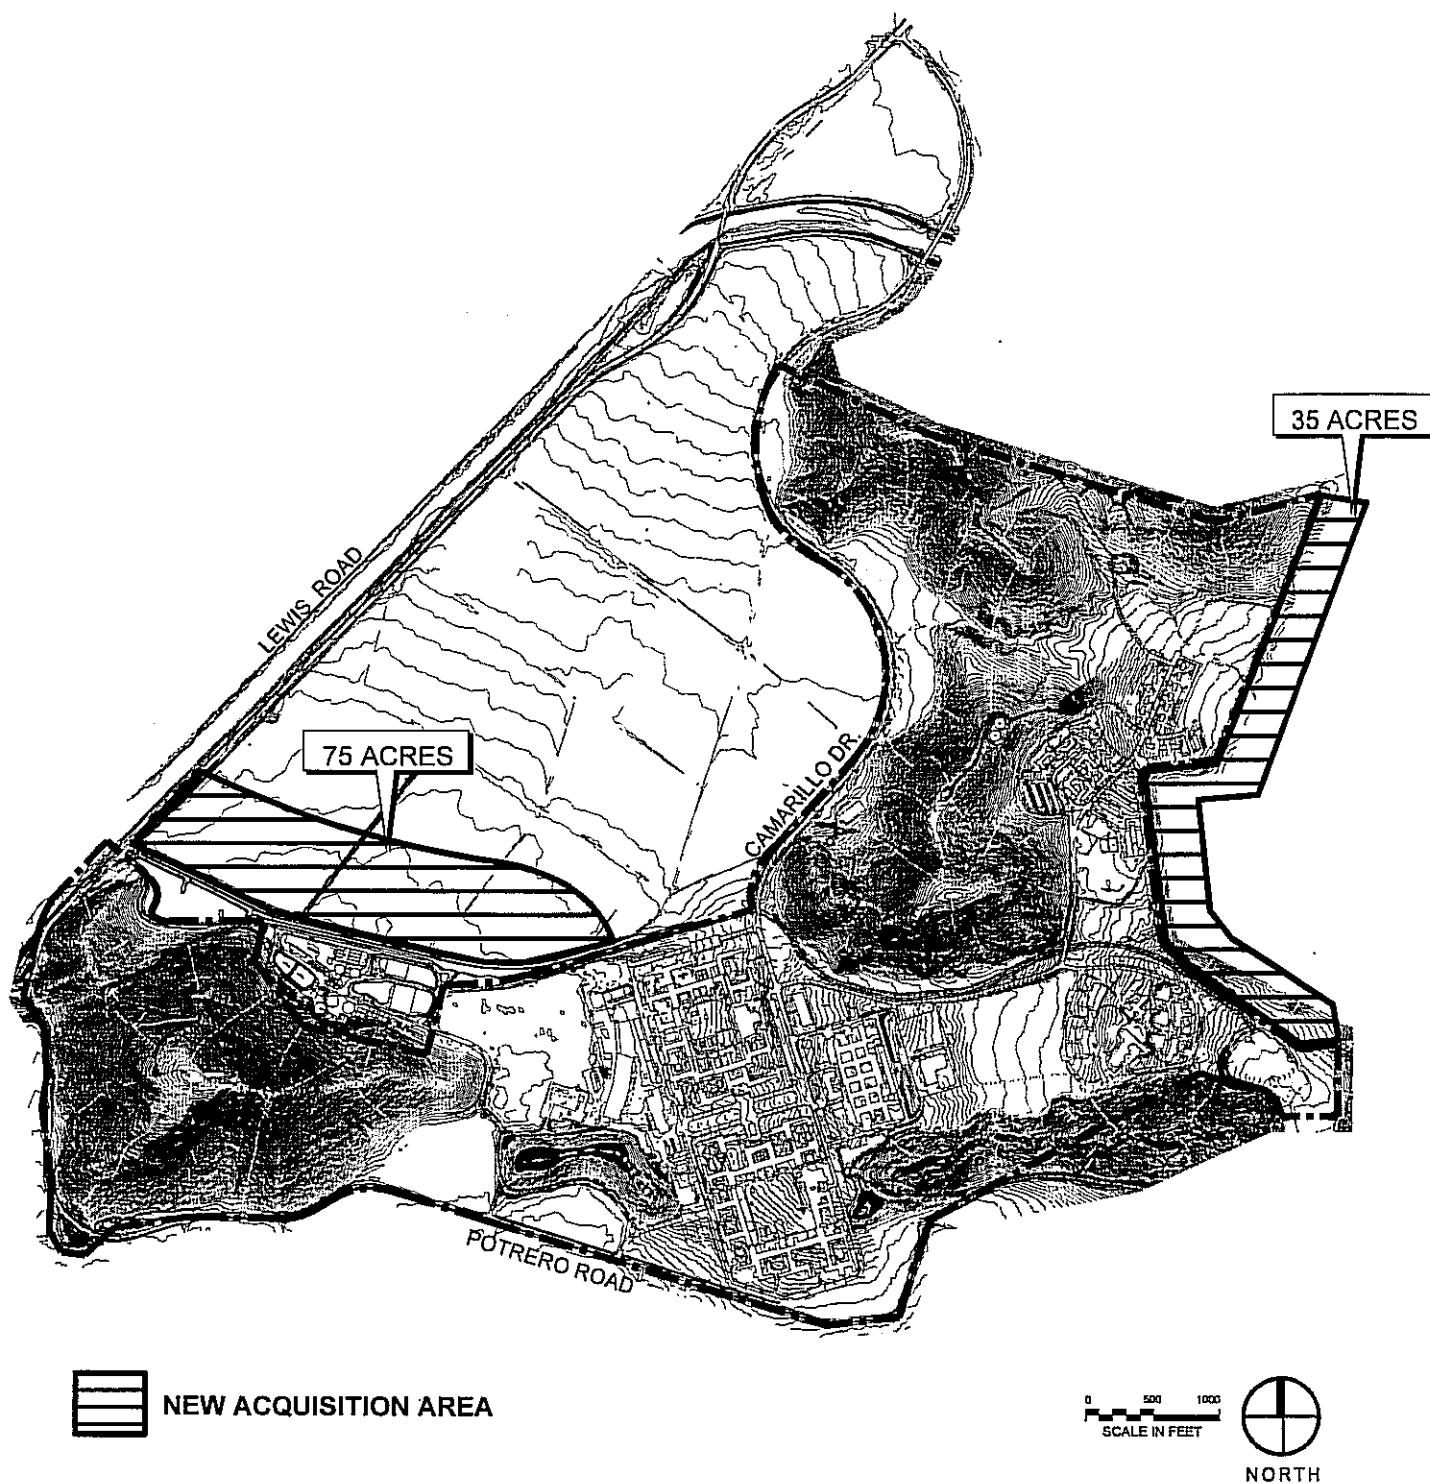 35 ACRES
LEWIS ROAD
75 ACRES
CAMARILLO DR.
POTRERO ROAD
NEW ACQUISITION AREA
0 500 1000
SCALE IN FEET
NORTH